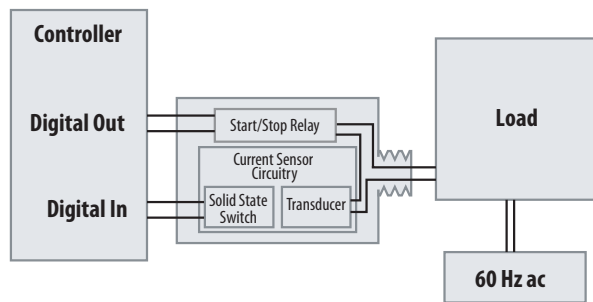 Controller
Digital Out
Start/Stop Relay
Load
Current Sensor
Circuitry
Digital In
Solid State
Switch
Transducer
60 Hz ac